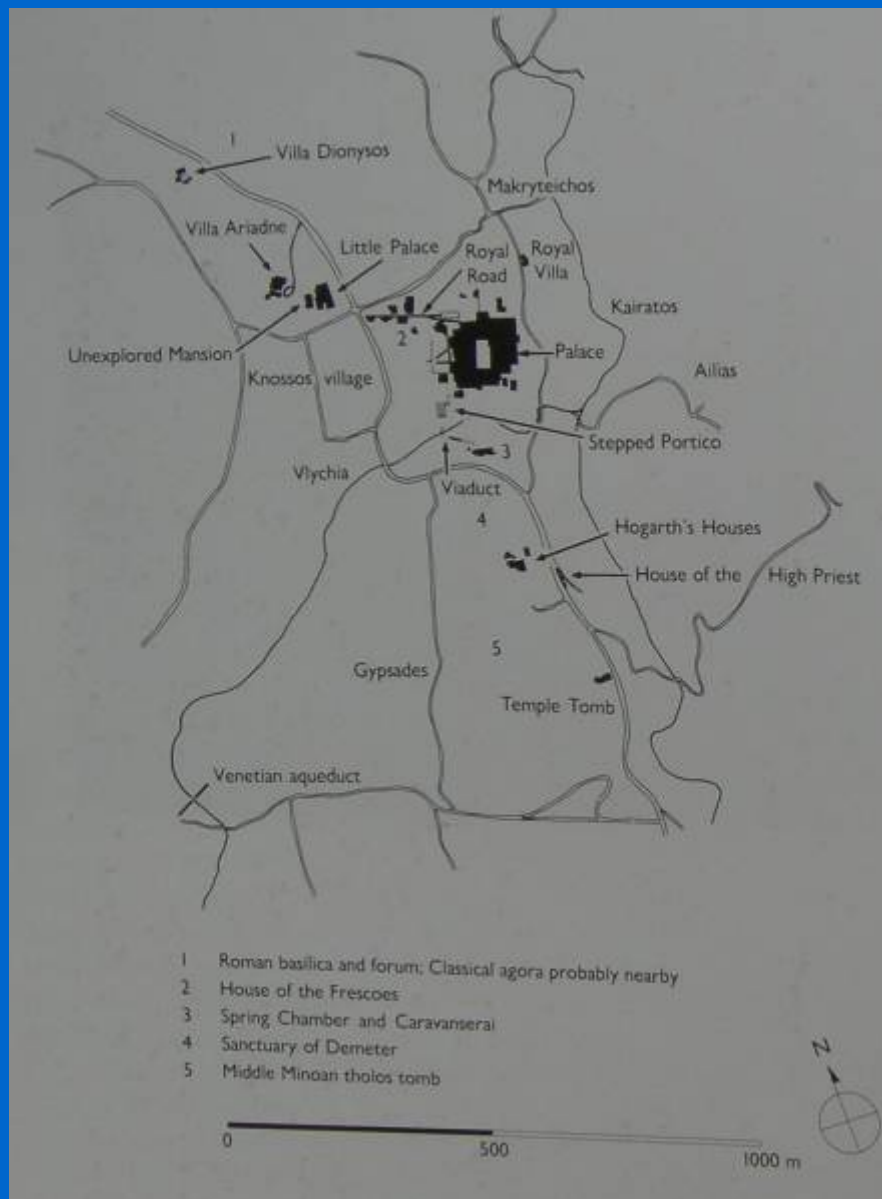 1
Villa Dionysos
Makryteichos
Villa Ariadne
Little Palace
Royal
Road
Royal
Villa
Kairatos
2
Unexplored Mansion
Palace
Knossos village
Ailias
Stepped Portico
3
Vlychia
Viaduct
4
Hogarth's Houses
House of the High Priest
5
Gypsades
Temple Tomb
Venetian aqueduct
1 Roman basilica and forum; Classical agora probably nearby
2 House of the Frescoes
3 Spring Chamber and Caravanserai
4 Sanctuary of Demeter
5 Middle Minoan tholos tomb
N
0 500 1000 m